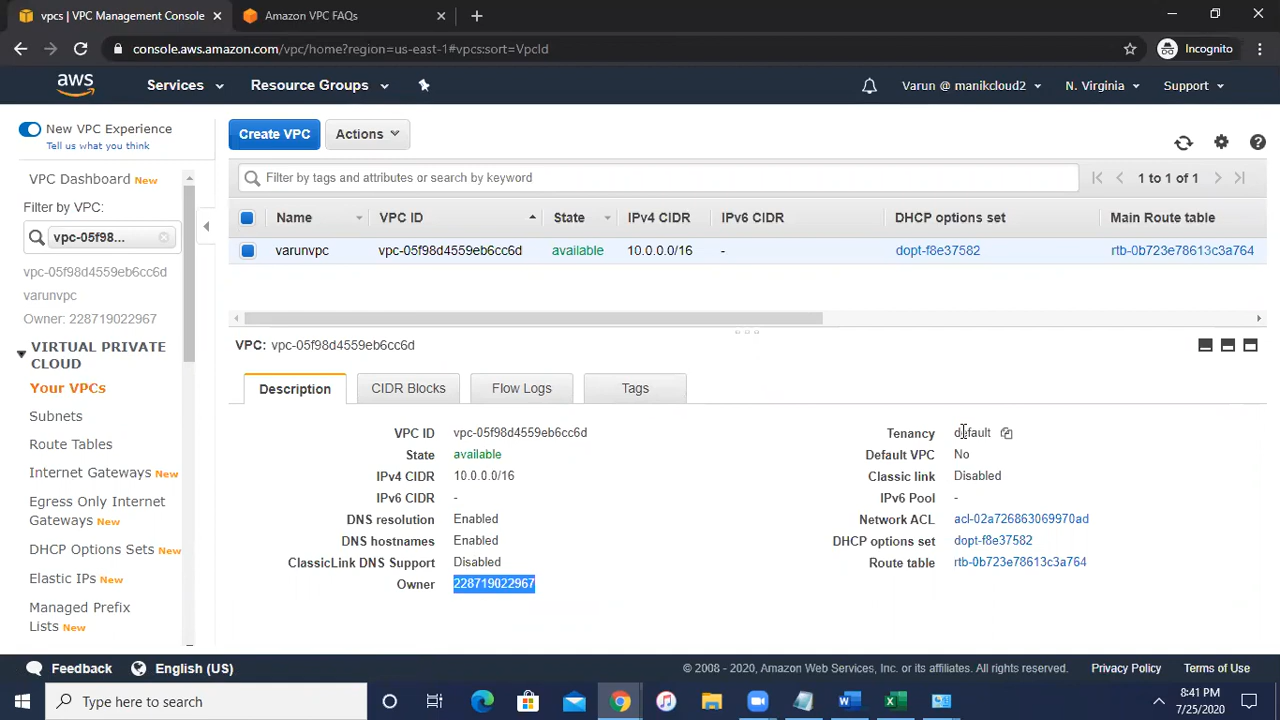 vpcs | VPC Management Console
Amazon VPC FAQs
console.aws.amazon.com/vpc/home?region=us-east-1#vpcs:sort=VpcId
Incognito
aws
Services
Resource Groups
Varun @ manikcloud2
N. Virginia
Support
New VPC Experience
Tell us what you think
Create VPC
Actions
VPC Dashboard New
Filter by VPC:
vpc-05f98...
vpc-05f98d4559eb6cc6d
varunvpc
Owner: 228719022967
VIRTUAL PRIVATE
CLOUD
Your VPCs
Subnets
Route Tables
Internet Gateways New
Egress Only Internet
Gateways New
DHCP Options Sets New
Elastic IPs New
Managed Prefix
Lists New
Filter by tags and attributes or search by keyword
1 to 1 of 1
Name VPC ID State IPv4 CIDR IPv6 CIDR DHCP options set Main Route table
varunvpc vpc-05f98d4559eb6cc6d available 10.0.0.0/16 - dopt-f8e37582 rtb-0b723e78613c3a764
VPC: vpc-05f98d4559eb6cc6d
Description CIDR Blocks Flow Logs Tags
VPC ID vpc-05f98d4559eb6cc6d
State available
IPv4 CIDR 10.0.0.0/16
IPv6 CIDR -
DNS resolution Enabled
DNS hostnames Enabled
ClassicLink DNS Support Disabled
Owner 228719022967
Tenancy default
Default VPC No
Classic link Disabled
IPv6 Pool -
Network ACL acl-02a726863069970ad
DHCP options set dopt-f8e37582
Route table rtb-0b723e78613c3a764
Feedback
English (US)
© 2008 - 2020, Amazon Web Services, Inc. or its affiliates. All rights reserved.
Privacy Policy
Terms of Use
Type here to search
8:41 PM
7/25/2020